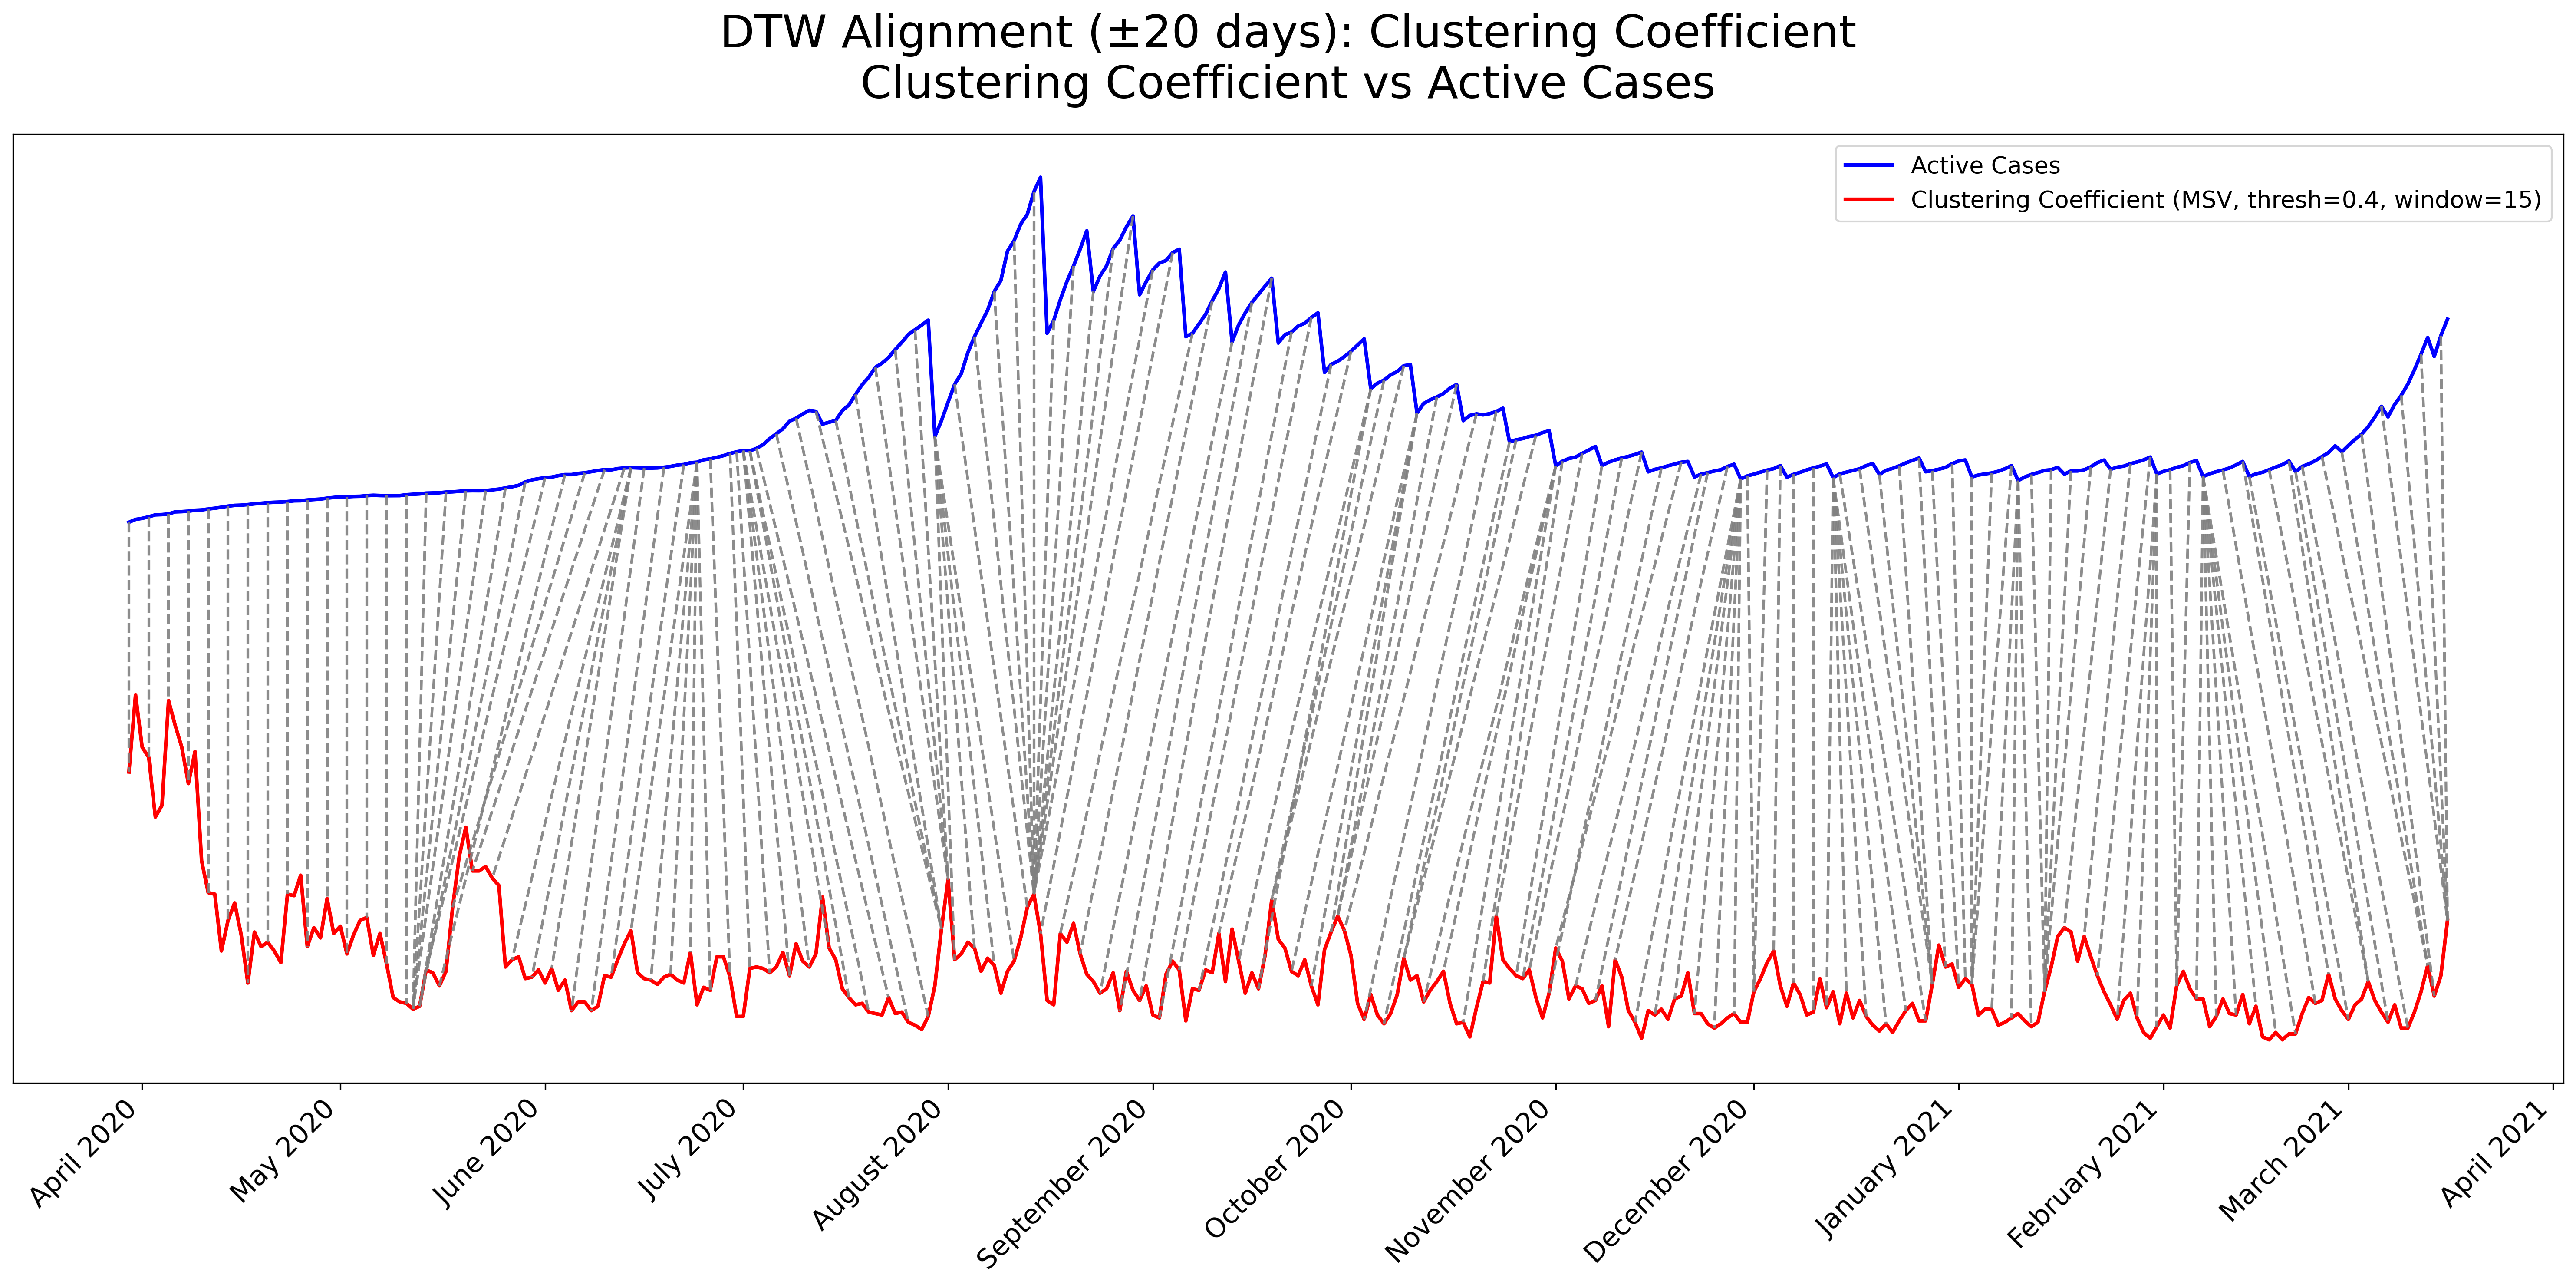 DTW Alignment (±20 days): Clustering Coefficient
Clustering Coefficient vs Active Cases
Active Cases
Clustering Coefficient (MSV, thresh=0.4, window=15)
April 2020
May 2020
June 2020
July 2020
August 2020
September 2020
October 2020
November 2020
December 2020
January 2021
February 2021
March 2021
April 2021